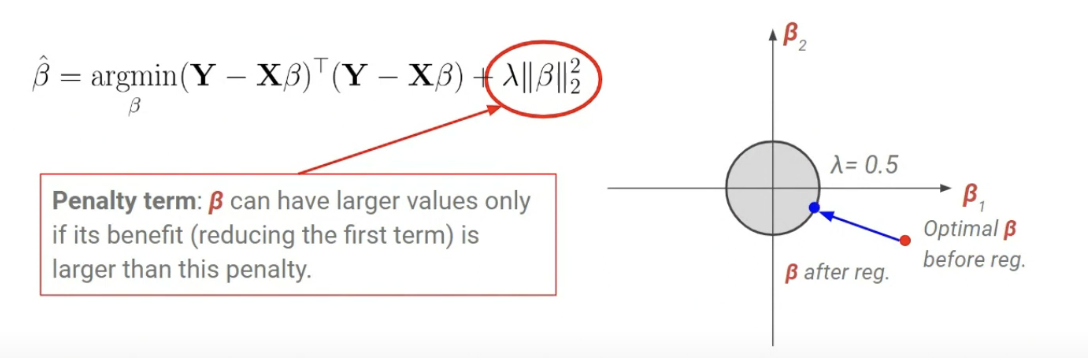 β̂ = argmin(Y − Xβ)⊤(Y − Xβ) + λ‖β‖₂²
β
Penalty term: β can have larger values only
if its benefit (reducing the first term) is
larger than this penalty.
β₂
λ= 0.5
β₁
Optimal β
before reg.
β after reg.